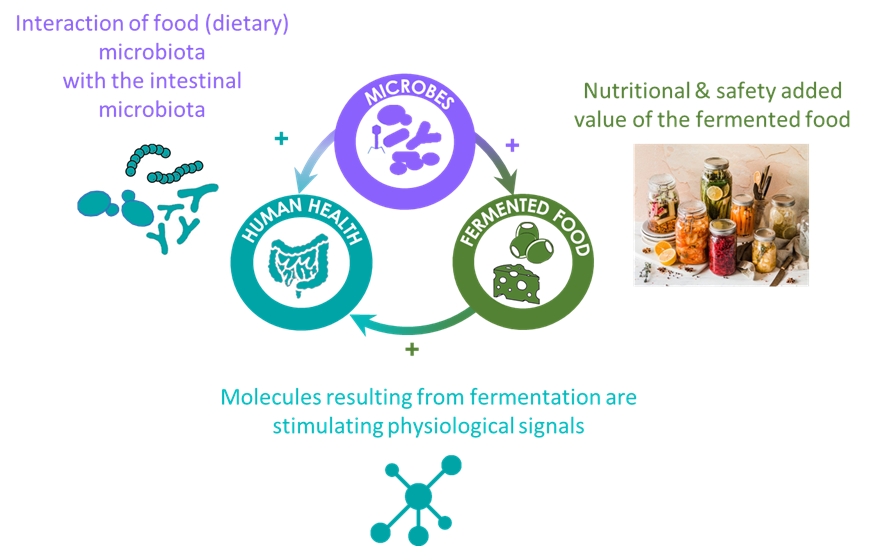 Interaction of food (dietary)
microbiota
with the intestinal
microbiota
MICROBES
Nutritional & safety added
value of the fermented food
+
+
HUMAN HEALTH
FERMENTED FOOD
+
Molecules resulting from fermentation are
stimulating physiological signals